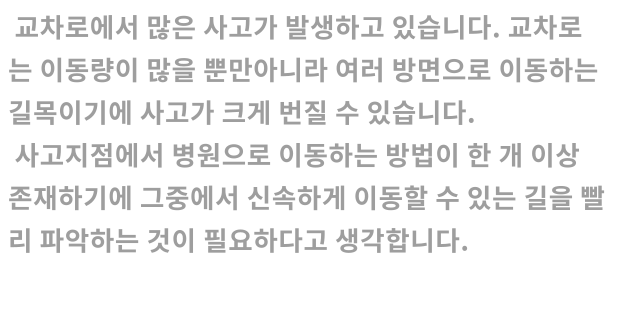 교차로에서 많은 사고가 발생하고 있습니다. 교차로
는 이동량이 많을 뿐만아니라 여러 방면으로 이동하는
길목이기에 사고가 크게 번질 수 있습니다.
사고지점에서 병원으로 이동하는 방법이 한 개 이상
존재하기에 그중에서 신속하게 이동할 수 있는 길을 빨
리 파악하는 것이 필요하다고 생각합니다.